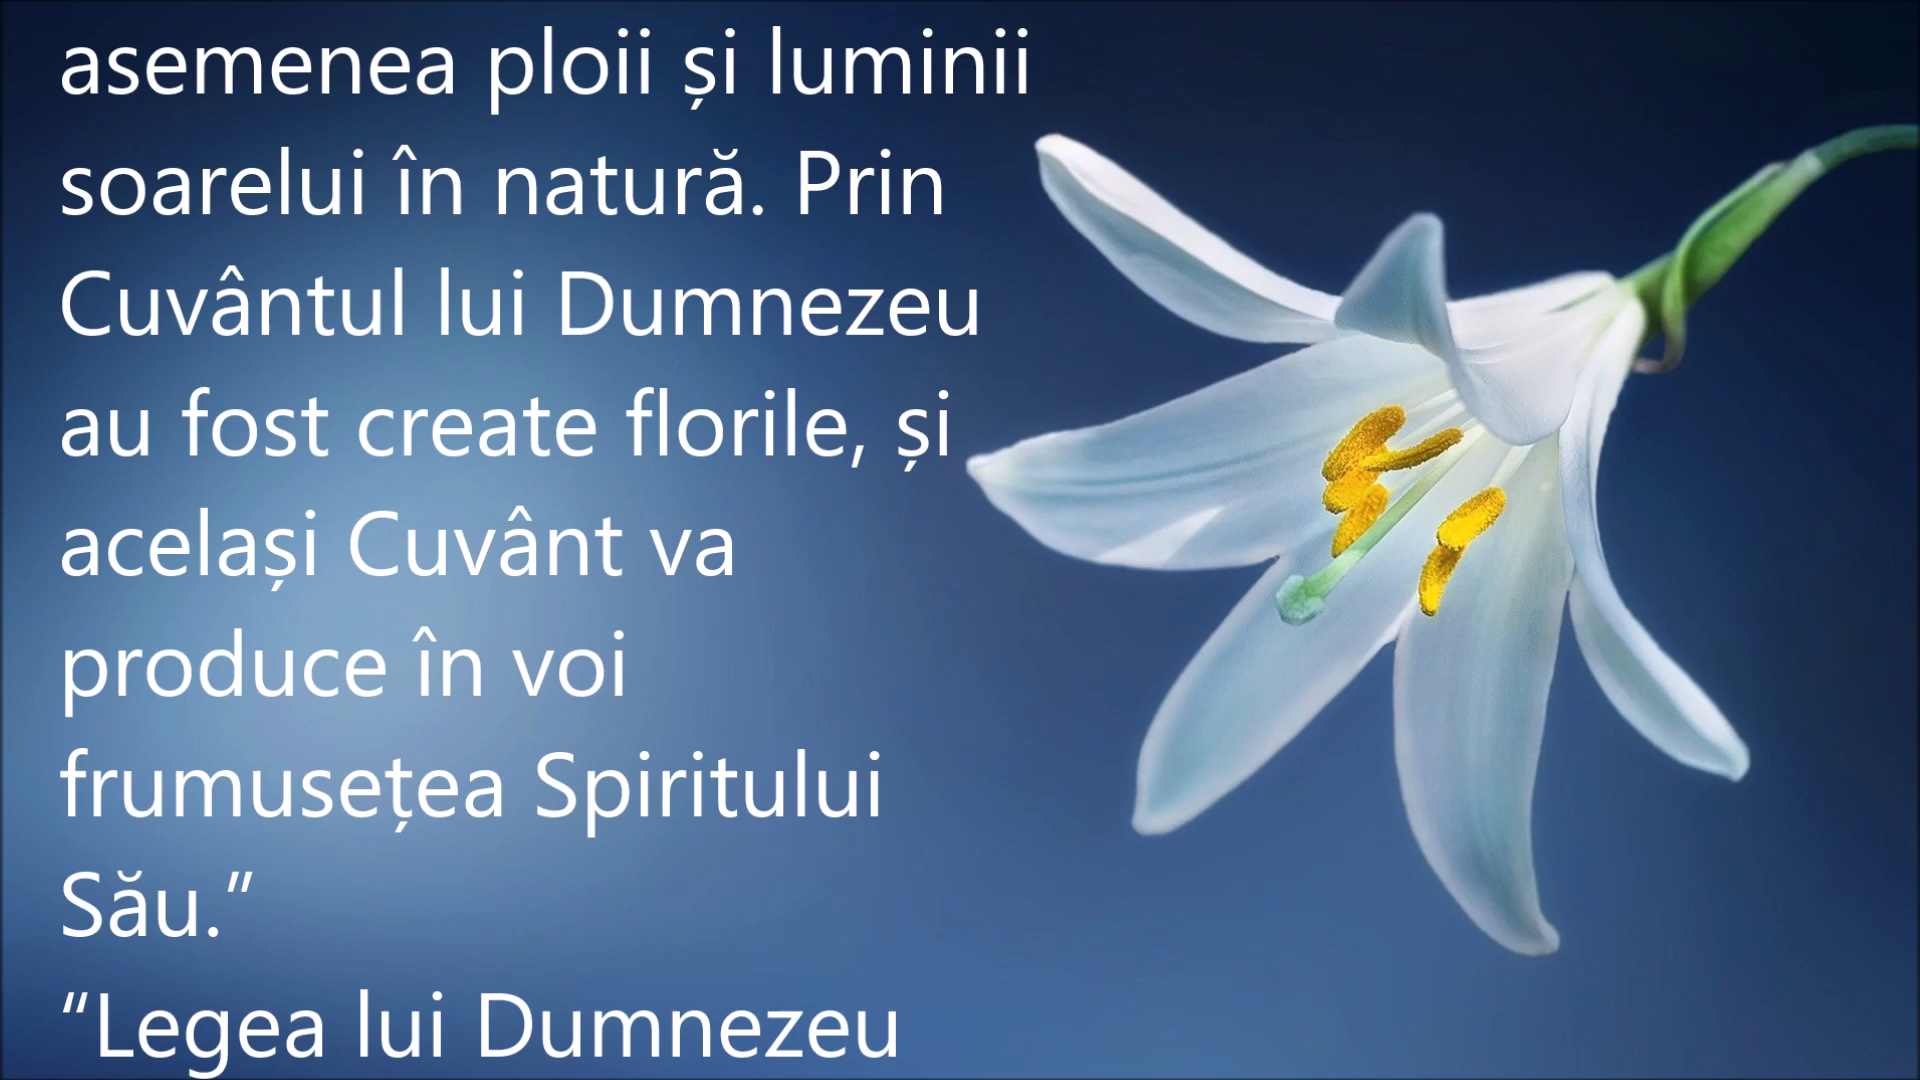 asemenea ploii și luminii
soarelui în natură. Prin
Cuvântul lui Dumnezeu
au fost create florile, și
același Cuvânt va
produce în voi
frumusețea Spiritului
Său.”
“Legea lui Dumnezeu